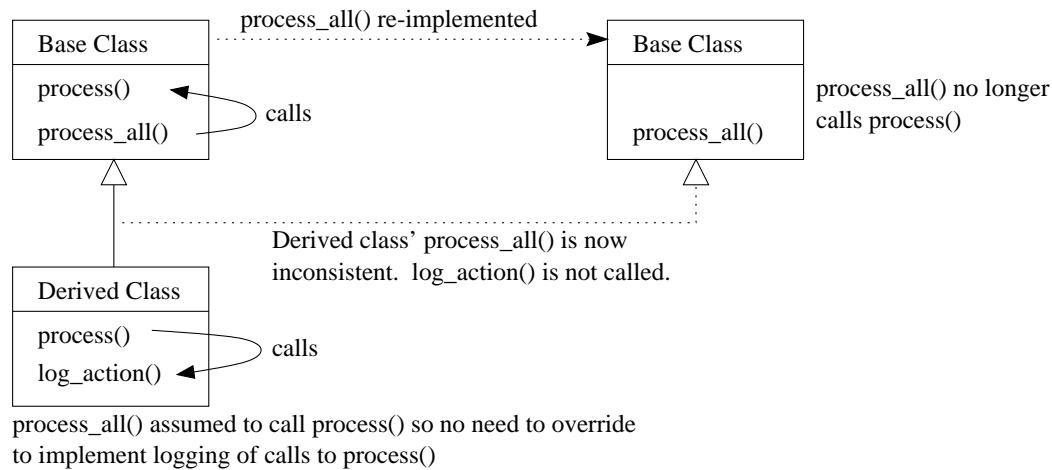 process_all() re-implemented
Base Class
process()
process_all()
calls
Base Class
process_all()
process_all() no longer
calls process()
Derived class’ process_all() is now
inconsistent. log_action() is not called.
Derived Class
process()
log_action()
calls
process_all() assumed to call process() so no need to override
to implement logging of calls to process()